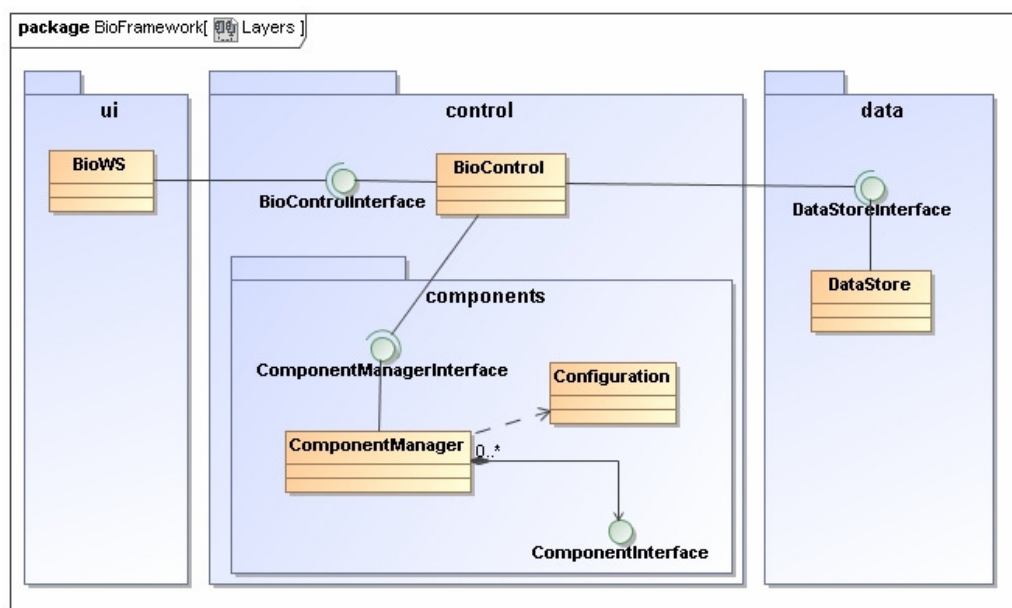 package BioFramework[ Layers ]
ui
control
data
BioWS
BioControl
BioControlInterface
DataStoreInterface
DataStore
components
ComponentManagerInterface
Configuration
ComponentManager
0..*
ComponentInterface